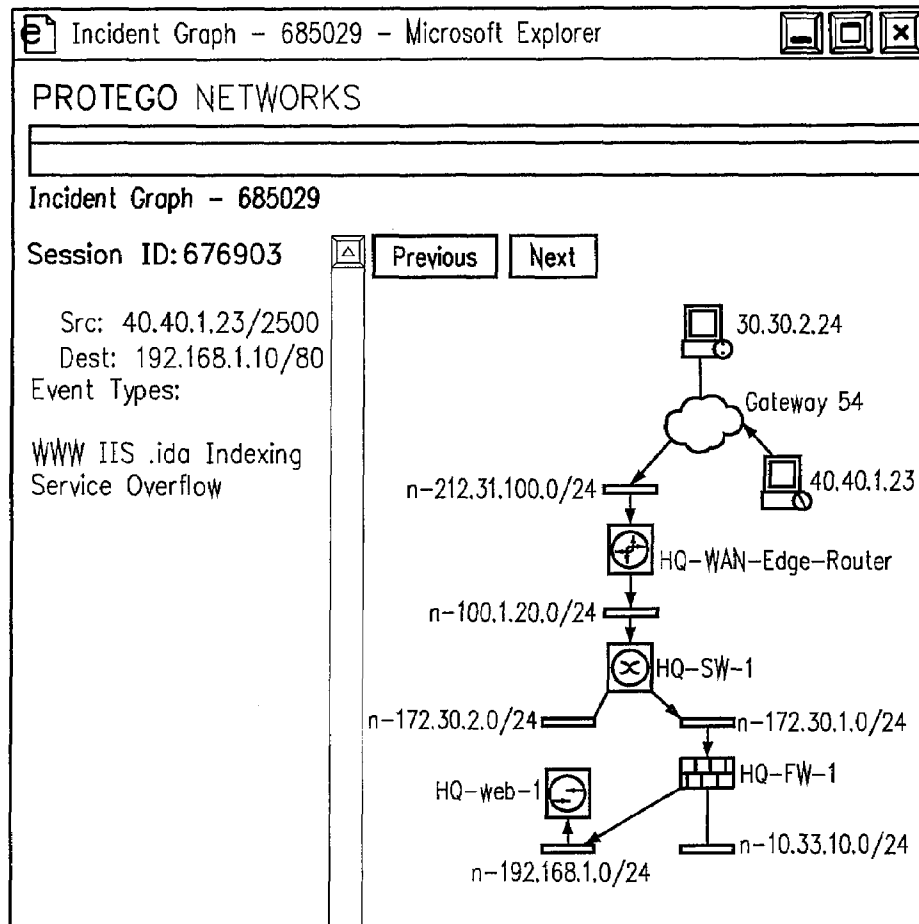 Incident Graph - 685029 - Microsoft Explorer
PROTEGO NETWORKS
Incident Graph - 685029
Session ID: 676903
Previous
Next
Src: 40.40.1.23/2500
Dest: 192.168.1.10/80
Event Types:
WWW IIS .ida Indexing
Service Overflow
30.30.2.24
Gateway 54
40.40.1.23
n-212.31.100.0/24
HQ-WAN-Edge-Router
n-100.1.20.0/24
HQ-SW-1
n-172.30.2.0/24
n-172.30.1.0/24
HQ-web-1
HQ-FW-1
n-10.33.10.0/24
n-192.168.1.0/24